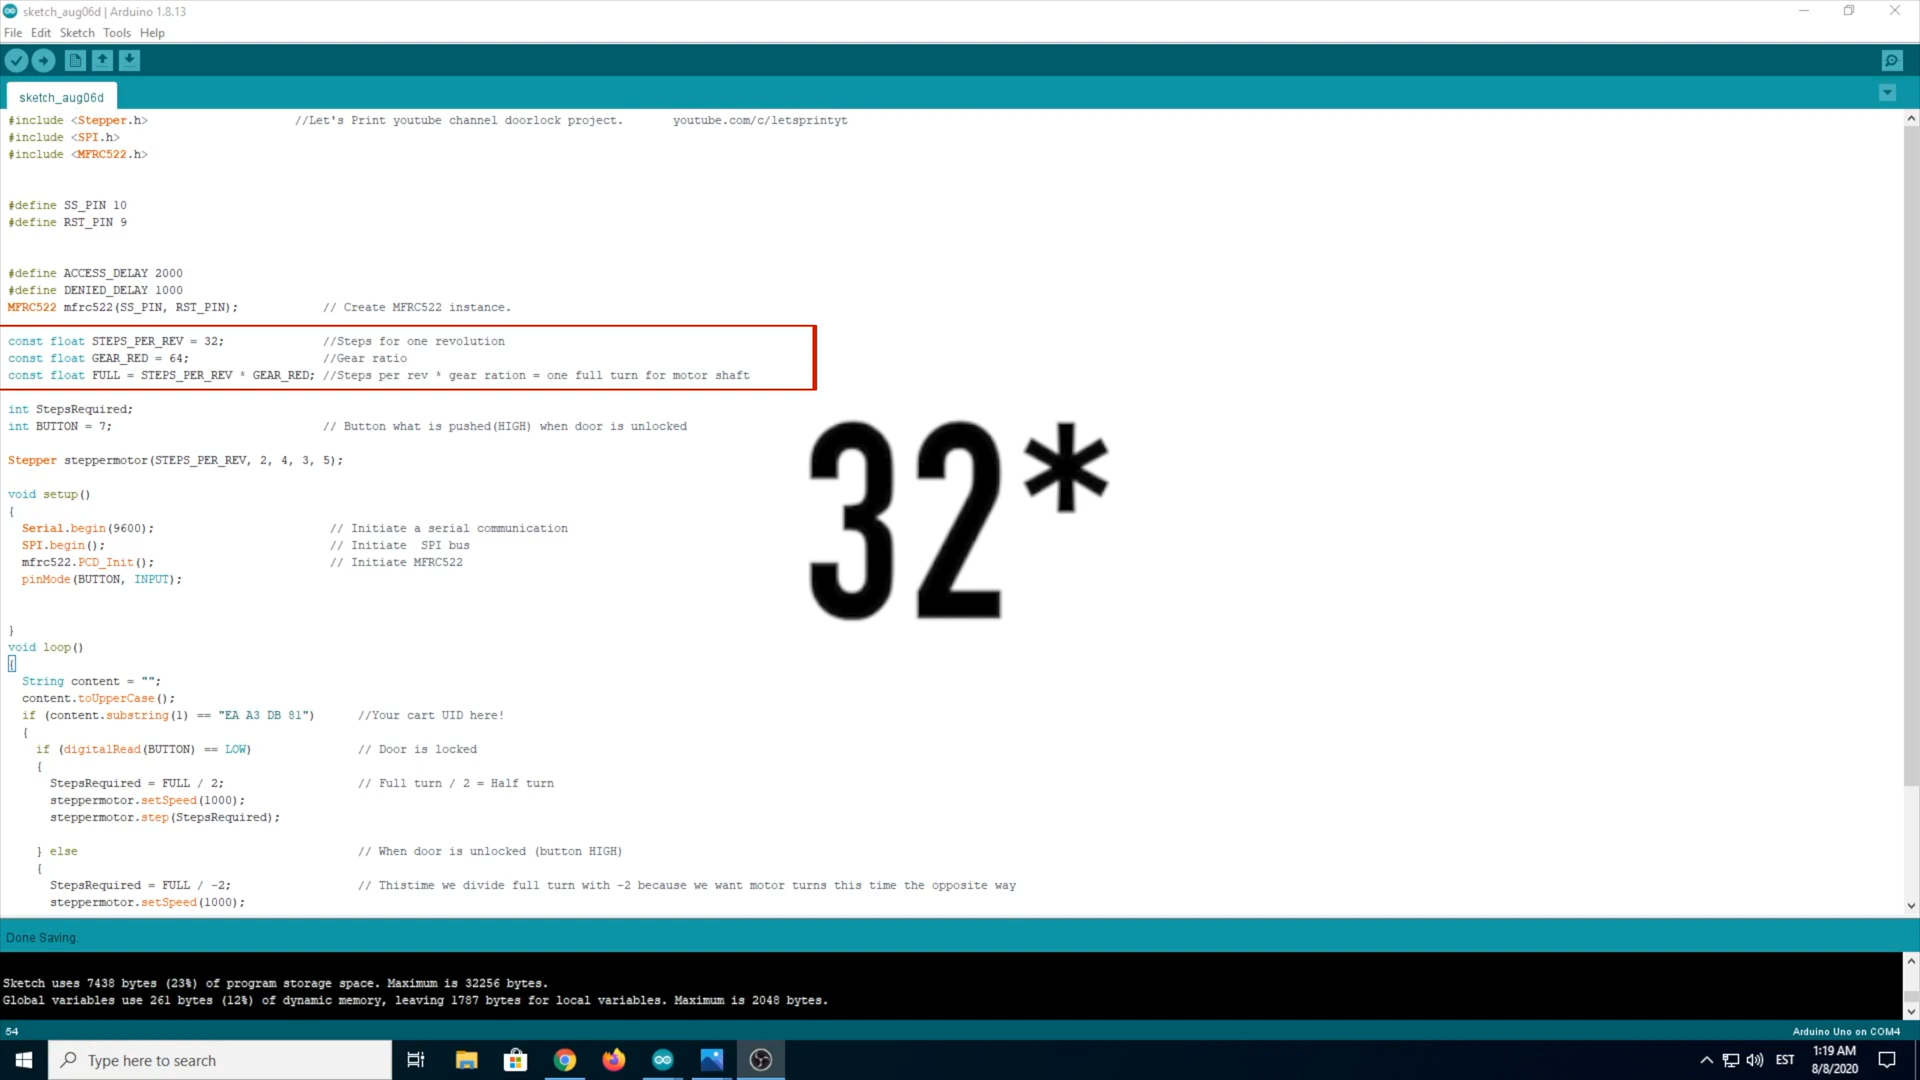 sketch_aug06d | Arduino 1.8.13
File Edit Sketch Tools Help
sketch_aug06d
#include <Stepper.h> //Let's Print youtube channel doorlock project. youtube.com/c/letsprintyt
#include <SPI.h>
#include <MFRC522.h>
#define SS_PIN 10
#define RST_PIN 9
#define ACCESS_DELAY 2000
#define DENIED_DELAY 1000
MFRC522 mfrc522(SS_PIN, RST_PIN); // Create MFRC522 instance.
const float STEPS_PER_REV = 32; //Steps for one revolution
const float GEAR_RED = 64; //Gear ratio
const float FULL = STEPS_PER_REV * GEAR_RED; //Steps per rev * gear ration = one full turn for motor shaft
int StepsRequired;
int BUTTON = 7; // Button what is pushed(HIGH) when door is unlocked
32*
Stepper steppermotor(STEPS_PER_REV, 2, 4, 3, 5);
void setup()
{
Serial.begin(9600); // Initiate a serial communication
SPI.begin(); // Initiate SPI bus
mfrc522.PCD_Init(); // Initiate MFRC522
pinMode(BUTTON, INPUT);
}
void loop()
{
String content = "";
content.toUpperCase();
if (content.substring(1) == "EA A3 DB 81") //Your cart UID here!
{
if (digitalRead(BUTTON) == LOW) // Door is locked
{
StepsRequired = FULL / 2; // Full turn / 2 = Half turn
steppermotor.setSpeed(1000);
steppermotor.step(StepsRequired);
} else // When door is unlocked (button HIGH)
{
StepsRequired = FULL / -2; // Thistime we divide full turn with -2 because we want motor turns this time the opposite way
steppermotor.setSpeed(1000);
Done Saving.
Sketch uses 7438 bytes (23%) of program storage space. Maximum is 32256 bytes.
Global variables use 261 bytes (12%) of dynamic memory, leaving 1787 bytes for local variables. Maximum is 2048 bytes.
54 Arduino Uno on COM4
Type here to search
EST
1:19 AM
8/8/2020